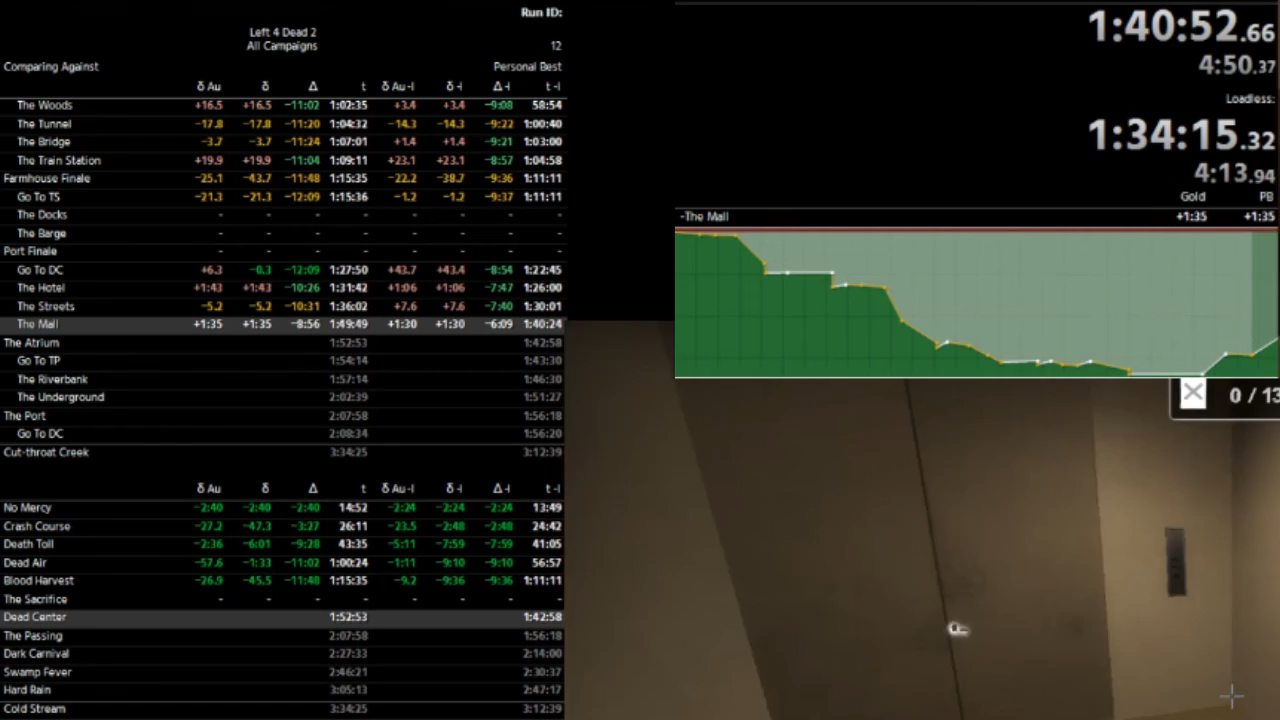 Run ID:
Left 4 Dead 2
All Campaigns
12
Comparing Against Personal Best
δ Au δ Δ t δ Au-l δ -l Δ -l t -l
The Woods +16.5 +16.5 −11:02 1:02:35 +3.4 +3.4 −9:08 58:54
The Tunnel −17.8 −17.8 −11:20 1:04:32 −14.3 −14.3 −9:22 1:00:40
The Bridge −3.7 −3.7 −11:24 1:07:01 +1.4 +1.4 −9:21 1:03:00
The Train Station +19.9 +19.9 −11:04 1:09:11 +23.1 +23.1 −8:57 1:04:58
Farmhouse Finale −25.1 −43.7 −11:48 1:15:35 −22.2 −38.7 −9:36 1:11:11
Go To TS −21.3 −21.3 −12:09 1:15:36 −1.2 −1.2 −9:37 1:11:11
The Docks - - - - - - - -
The Barge - - - - - - - -
Port Finale - - - - - - - -
Go To DC +6.3 −0.3 −12:09 1:27:50 +43.7 +43.4 −8:54 1:22:45
The Hotel +1:43 +1:43 −10:26 1:31:42 +1:06 +1:06 −7:47 1:26:00
The Streets −5.2 −5.2 −10:31 1:36:02 +7.6 +7.6 −7:40 1:30:01
The Mall +1:35 +1:35 −8:56 1:49:49 +1:30 +1:30 −6:09 1:40:24
The Atrium 1:52:53 1:42:58
Go To TP 1:54:14 1:43:30
The Riverbank 1:57:14 1:46:30
The Underground 2:02:39 1:51:27
The Port 2:07:58 1:56:18
Go To DC 2:08:34 1:56:20
Cut-throat Creek 3:34:25 3:12:39
δ Au δ Δ t δ Au-l δ -l Δ -l t -l
No Mercy −2:40 −2:40 −2:40 14:52 −2:24 −2:24 −2:24 13:49
Crash Course −27.2 −47.3 −3:27 26:11 −23.5 −2:48 −2:48 24:42
Death Toll −2:36 −6:01 −9:28 43:35 −5:11 −7:59 −7:59 41:05
Dead Air −57.6 −1:33 −11:02 1:00:24 −1:11 −9:10 −9:10 56:57
Blood Harvest −26.9 −45.5 −11:48 1:15:35 −9.2 −9:36 −9:36 1:11:11
The Sacrifice - - - - - - - -
Dead Center 1:52:53 1:42:58
The Passing 2:07:58 1:56:18
Dark Carnival 2:27:33 2:14:00
Swamp Fever 2:46:21 2:30:37
Hard Rain 3:05:13 2:47:17
Cold Stream 3:34:25 3:12:39
1:40:52.66
4:50.37
Loadless:
1:34:15.32
4:13.94
Gold PB
-The Mall +1:35 +1:35
0 / 13